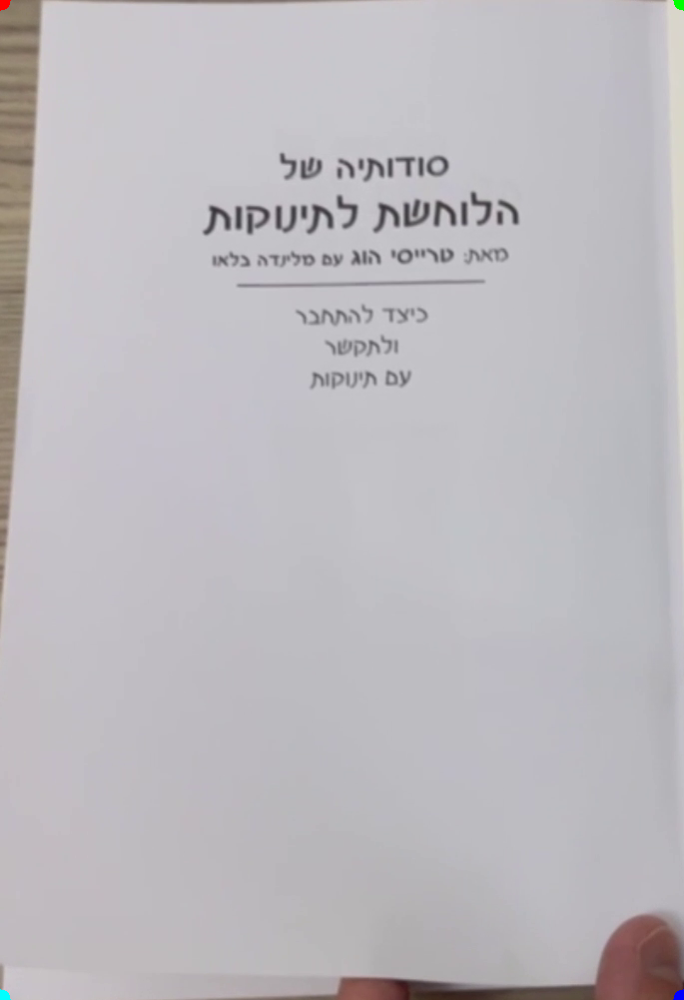 סודותיה של
הלוחשת לתינוקות
מאת: טרייסי הוג עם מלינדה בלאו
כיצד להתחבר
ולתקשר
עם תינוקות